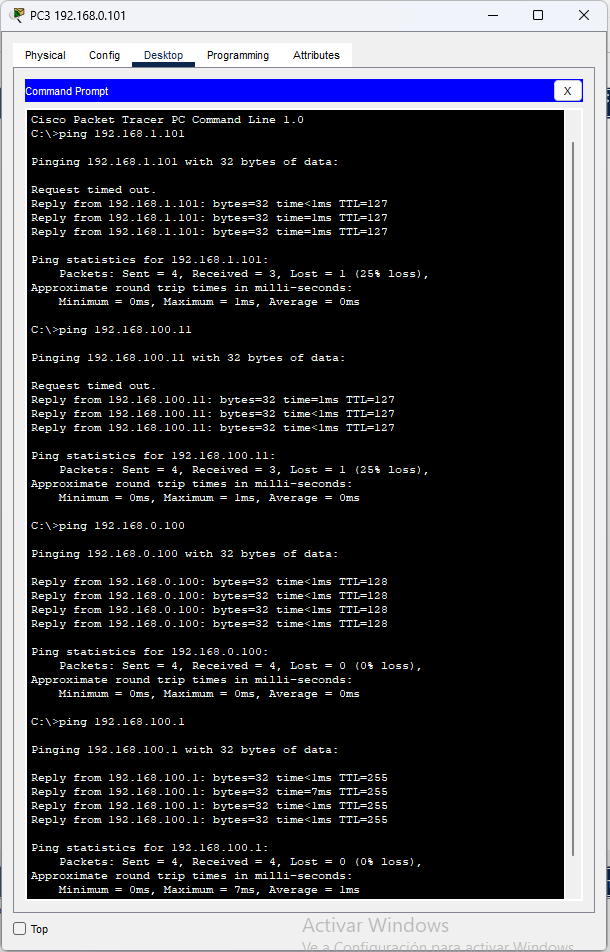 PC3 192.168.0.101
Physical Config Desktop Programming Attributes
Command Prompt X
Cisco Packet Tracer PC Command Line 1.0
C:\>ping 192.168.1.101
Pinging 192.168.1.101 with 32 bytes of data:
Request timed out.
Reply from 192.168.1.101: bytes=32 time<1ms TTL=127
Reply from 192.168.1.101: bytes=32 time=1ms TTL=127
Reply from 192.168.1.101: bytes=32 time=1ms TTL=127
Ping statistics for 192.168.1.101:
Packets: Sent = 4, Received = 3, Lost = 1 (25% loss),
Approximate round trip times in milli-seconds:
Minimum = 0ms, Maximum = 1ms, Average = 0ms
C:\>ping 192.168.100.11
Pinging 192.168.100.11 with 32 bytes of data:
Request timed out.
Reply from 192.168.100.11: bytes=32 time=1ms TTL=127
Reply from 192.168.100.11: bytes=32 time<1ms TTL=127
Reply from 192.168.100.11: bytes=32 time<1ms TTL=127
Ping statistics for 192.168.100.11:
Packets: Sent = 4, Received = 3, Lost = 1 (25% loss),
Approximate round trip times in milli-seconds:
Minimum = 0ms, Maximum = 1ms, Average = 0ms
C:\>ping 192.168.0.100
Pinging 192.168.0.100 with 32 bytes of data:
Reply from 192.168.0.100: bytes=32 time<1ms TTL=128
Reply from 192.168.0.100: bytes=32 time<1ms TTL=128
Reply from 192.168.0.100: bytes=32 time<1ms TTL=128
Reply from 192.168.0.100: bytes=32 time<1ms TTL=128
Ping statistics for 192.168.0.100:
Packets: Sent = 4, Received = 4, Lost = 0 (0% loss),
Approximate round trip times in milli-seconds:
Minimum = 0ms, Maximum = 0ms, Average = 0ms
C:\>ping 192.168.100.1
Pinging 192.168.100.1 with 32 bytes of data:
Reply from 192.168.100.1: bytes=32 time<1ms TTL=255
Reply from 192.168.100.1: bytes=32 time=7ms TTL=255
Reply from 192.168.100.1: bytes=32 time<1ms TTL=255
Reply from 192.168.100.1: bytes=32 time<1ms TTL=255
Ping statistics for 192.168.100.1:
Packets: Sent = 4, Received = 4, Lost = 0 (0% loss),
Approximate round trip times in milli-seconds:
Minimum = 0ms, Maximum = 7ms, Average = 1ms
Top
Activar Windows
Ve a Configuración para activar Windows